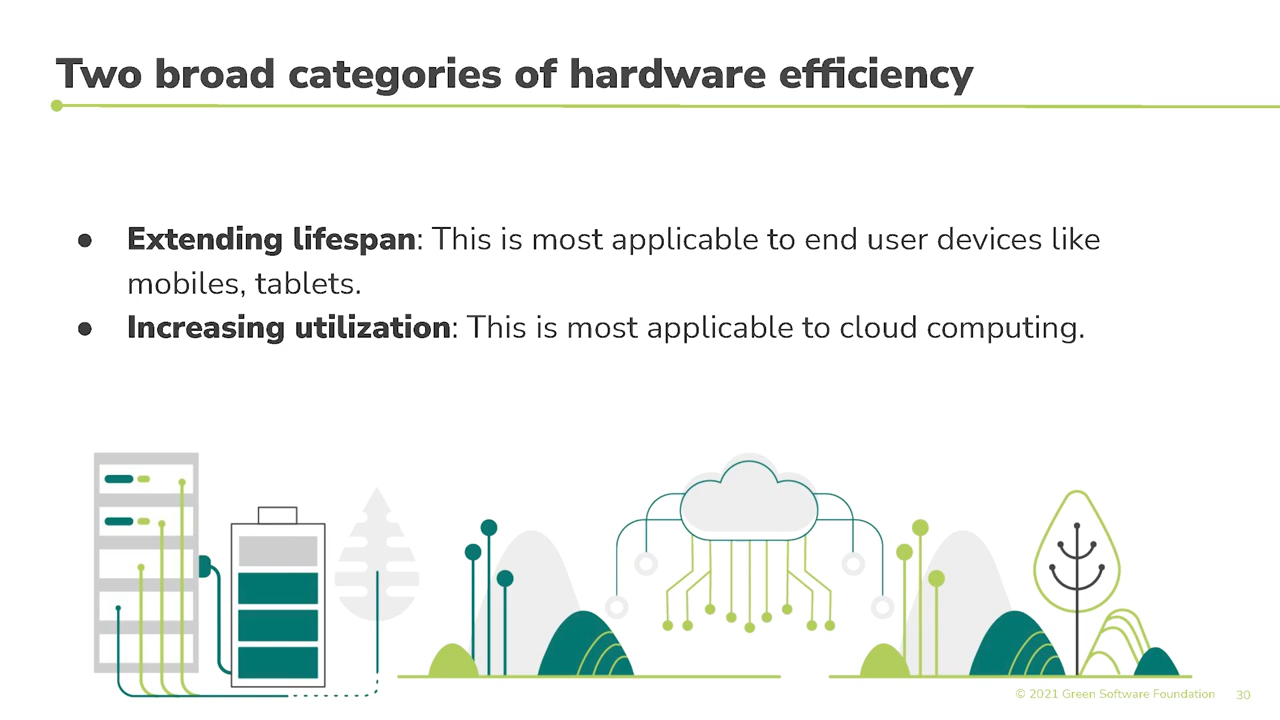 Two broad categories of hardware efficiency
● Extending lifespan: This is most applicable to end user devices like
mobiles, tablets.
● Increasing utilization: This is most applicable to cloud computing.
© 2021 Green Software Foundation 30